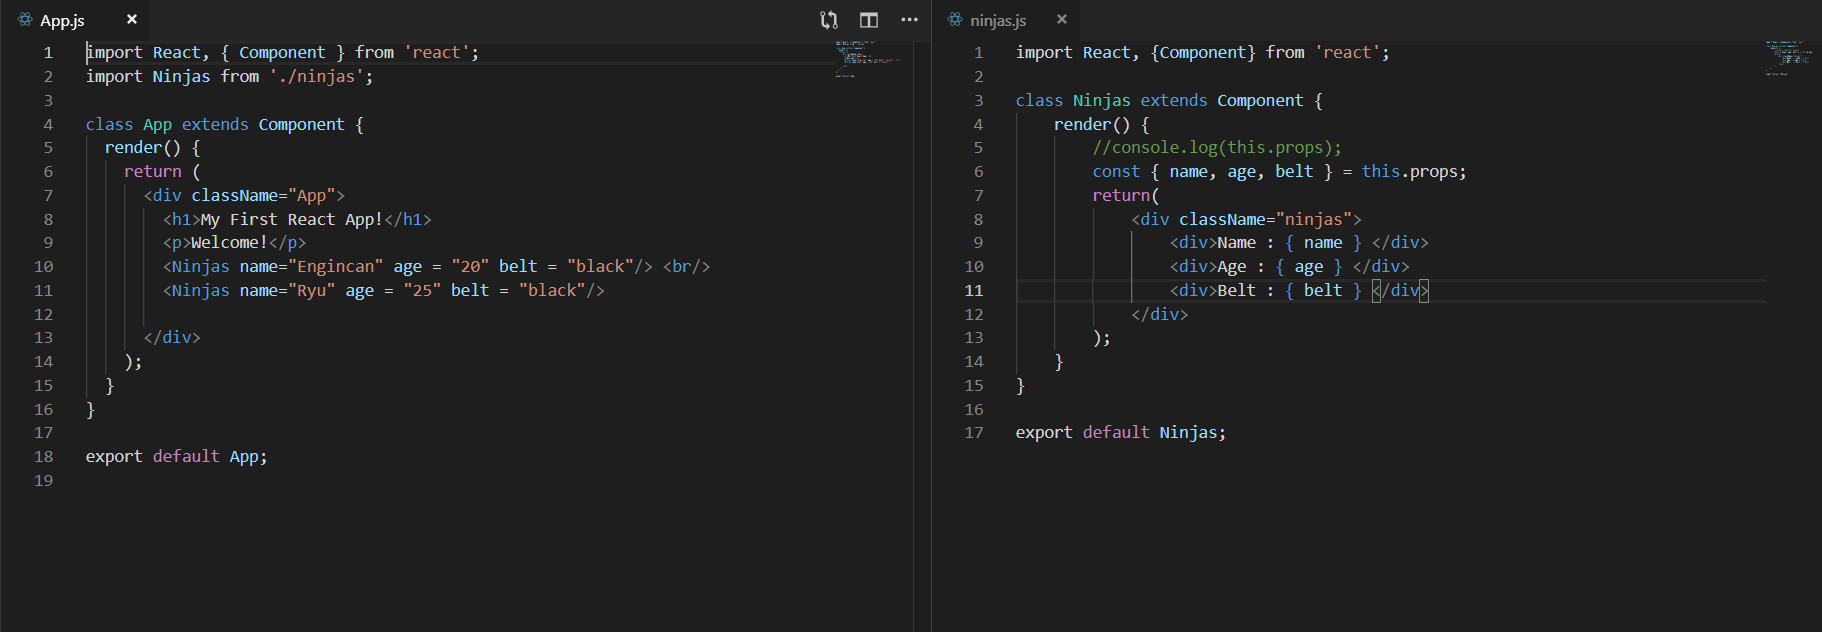 App.js
1 import React, { Component } from 'react';
2 import Ninjas from './ninjas';
3
4 class App extends Component {
5   render() {
6     return (
7       <div className="App">
8         <h1>My First React App!</h1>
9         <p>Welcome!</p>
10         <Ninjas name="Engincan" age = "20" belt = "black"/> <br/>
11         <Ninjas name="Ryu" age = "25" belt = "black"/>
12
13       </div>
14     );
15   }
16 }
17
18 export default App;
19
ninjas.js
1 import React, {Component} from 'react';
2
3 class Ninjas extends Component {
4     render() {
5         //console.log(this.props);
6         const { name, age, belt } = this.props;
7         return(
8             <div className="ninjas">
9                 <div>Name : { name } </div>
10                 <div>Age : { age } </div>
11                 <div>Belt : { belt } </div>
12             </div>
13         );
14     }
15 }
16
17 export default Ninjas;